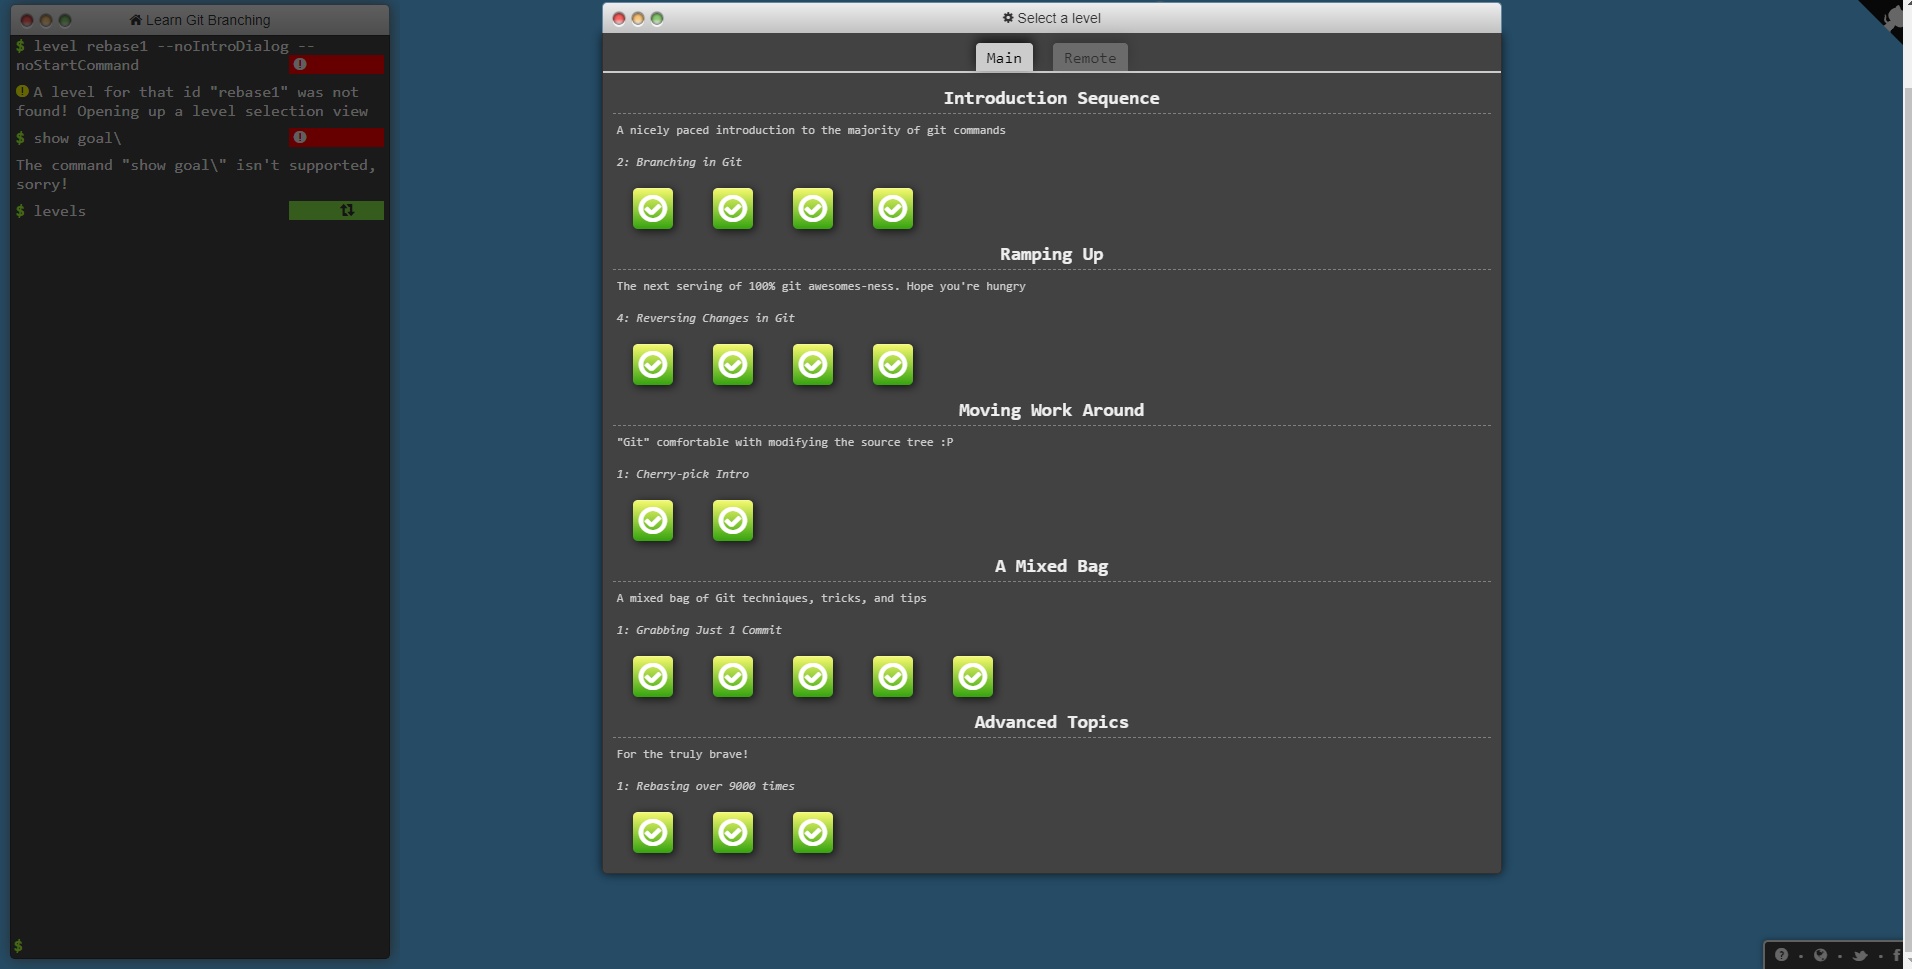 Learn Git Branching
$ level rebase1 --noIntroDialog --
noStartCommand
A level for that id "rebase1" was not
found! Opening up a level selection view
$ show goal\
The command "show goal\" isn't supported,
sorry!
$ levels
$
Select a level
Main
Remote
Introduction Sequence
A nicely paced introduction to the majority of git commands
2: Branching in Git
Ramping Up
The next serving of 100% git awesomes-ness. Hope you're hungry
4: Reversing Changes in Git
Moving Work Around
"Git" comfortable with modifying the source tree :P
1: Cherry-pick Intro
A Mixed Bag
A mixed bag of Git techniques, tricks, and tips
1: Grabbing Just 1 Commit
Advanced Topics
For the truly brave!
1: Rebasing over 9000 times